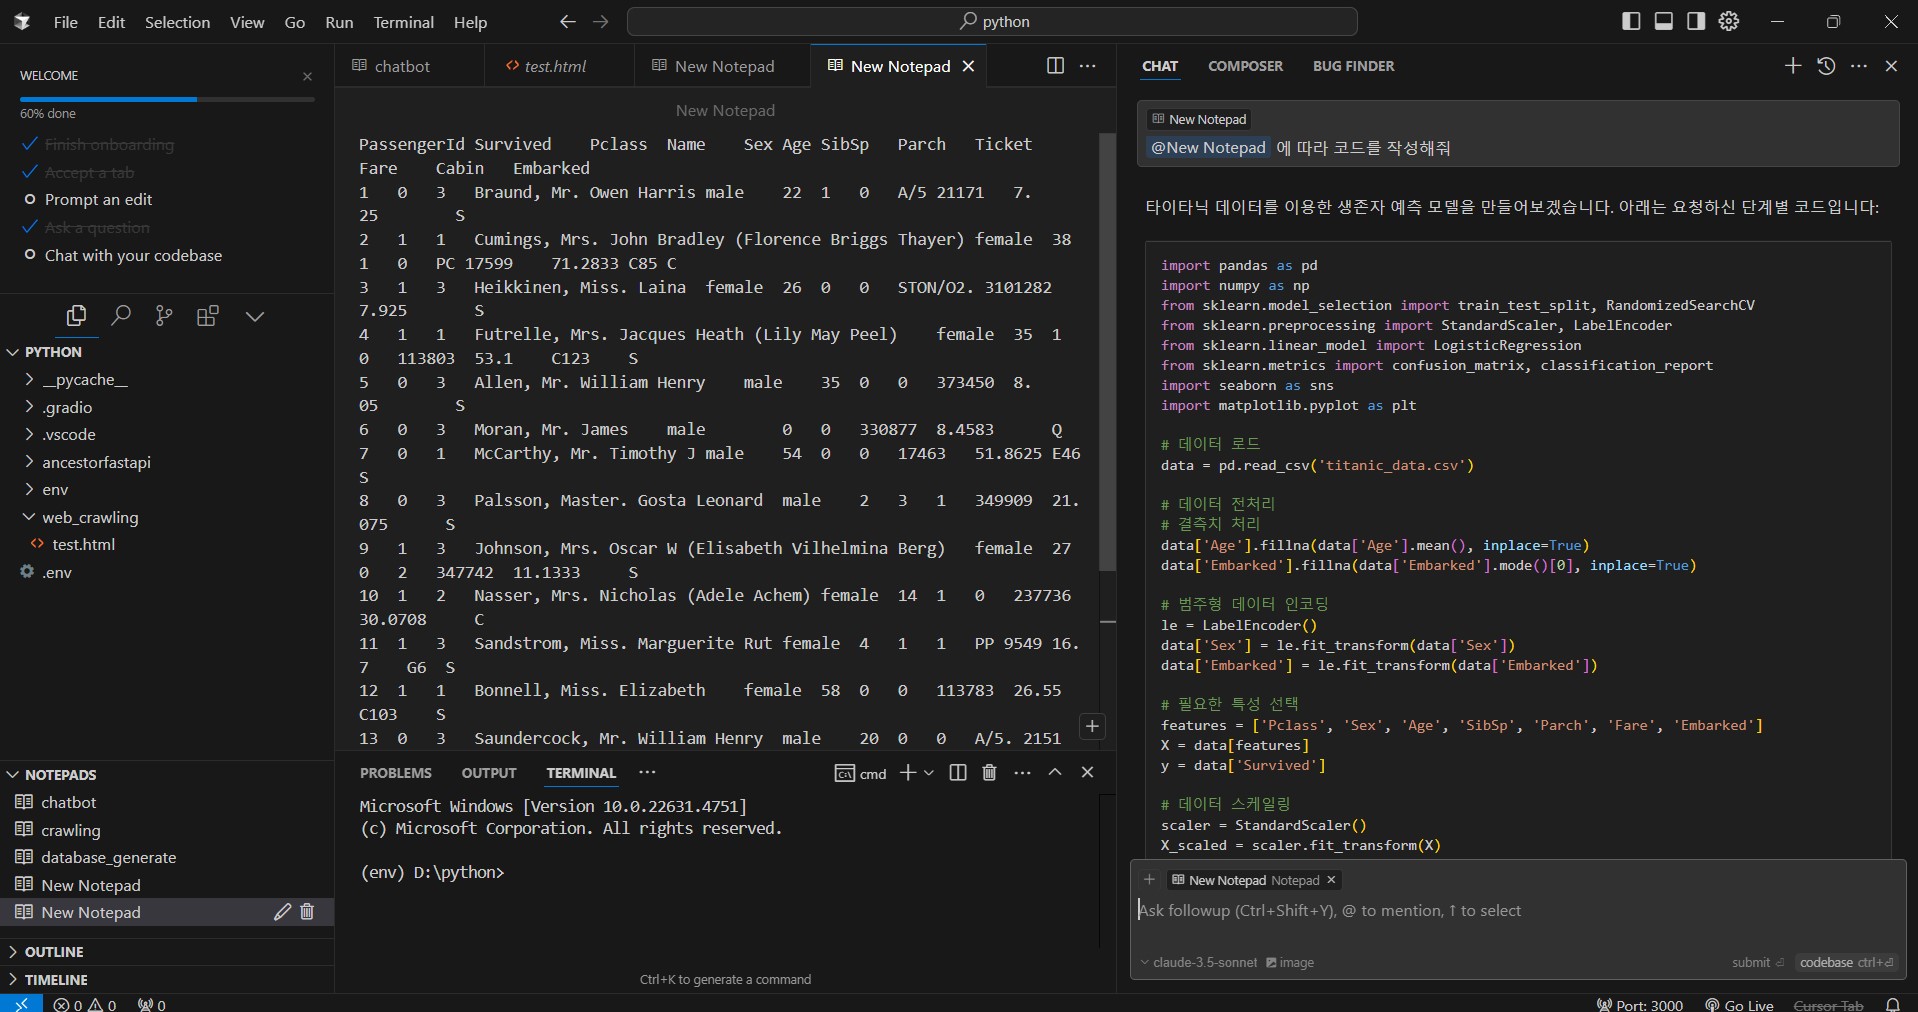 File Edit Selection View Go Run Terminal Help
python
WELCOME
60% done
Finish onboarding
Accept a tab
Prompt an edit
Ask a question
Chat with your codebase
PYTHON
__pycache__
.gradio
.vscode
ancestorfastapi
env
web_crawling
test.html
.env
NOTEPADS
chatbot
crawling
database_generate
New Notepad
New Notepad
OUTLINE
TIMELINE
chatbot
test.html
New Notepad
New Notepad
New Notepad
PassengerId Survived Pclass Name Sex Age SibSp Parch Ticket
Fare Cabin Embarked
1 0 3 Braund, Mr. Owen Harris male 22 1 0 A/5 21171 7.
25 S
2 1 1 Cumings, Mrs. John Bradley (Florence Briggs Thayer) female 38
1 0 PC 17599 71.2833 C85 C
3 1 3 Heikkinen, Miss. Laina female 26 0 0 STON/O2. 3101282
7.925 S
4 1 1 Futrelle, Mrs. Jacques Heath (Lily May Peel) female 35 1
0 113803 53.1 C123 S
5 0 3 Allen, Mr. William Henry male 35 0 0 373450 8.
05 S
6 0 3 Moran, Mr. James male 0 0 330877 8.4583 Q
7 0 1 McCarthy, Mr. Timothy J male 54 0 0 17463 51.8625 E46
S
8 0 3 Palsson, Master. Gosta Leonard male 2 3 1 349909 21.
075 S
9 1 3 Johnson, Mrs. Oscar W (Elisabeth Vilhelmina Berg) female 27
0 2 347742 11.1333 S
10 1 2 Nasser, Mrs. Nicholas (Adele Achem) female 14 1 0 237736
30.0708 C
11 1 3 Sandstrom, Miss. Marguerite Rut female 4 1 1 PP 9549 16.
7 G6 S
12 1 1 Bonnell, Miss. Elizabeth female 58 0 0 113783 26.55
C103 S
13 0 3 Saundercock, Mr. William Henry male 20 0 0 A/5. 2151
PROBLEMS OUTPUT TERMINAL
cmd
Microsoft Windows [Version 10.0.22631.4751]
(c) Microsoft Corporation. All rights reserved.
(env) D:\python>
Ctrl+K to generate a command
CHAT COMPOSER BUG FINDER
New Notepad
@New Notepad 에 따라 코드를 작성해줘
타이타닉 데이터를 이용한 생존자 예측 모델을 만들어보겠습니다. 아래는 요청하신 단계별 코드입니다:
import pandas as pd
import numpy as np
from sklearn.model_selection import train_test_split, RandomizedSearchCV
from sklearn.preprocessing import StandardScaler, LabelEncoder
from sklearn.linear_model import LogisticRegression
from sklearn.metrics import confusion_matrix, classification_report
import seaborn as sns
import matplotlib.pyplot as plt
# 데이터 로드
data = pd.read_csv('titanic_data.csv')
# 데이터 전처리
# 결측치 처리
data['Age'].fillna(data['Age'].mean(), inplace=True)
data['Embarked'].fillna(data['Embarked'].mode()[0], inplace=True)
# 범주형 데이터 인코딩
le = LabelEncoder()
data['Sex'] = le.fit_transform(data['Sex'])
data['Embarked'] = le.fit_transform(data['Embarked'])
# 필요한 특성 선택
features = ['Pclass', 'Sex', 'Age', 'SibSp', 'Parch', 'Fare', 'Embarked']
X = data[features]
y = data['Survived']
# 데이터 스케일링
scaler = StandardScaler()
X_scaled = scaler.fit_transform(X)
New Notepad Notepad
Ask followup (Ctrl+Shift+Y), @ to mention, ↑ to select
claude-3.5-sonnet image
submit codebase ctrl+⏎
0 0 0
Port: 3000 Go Live Cursor Tab